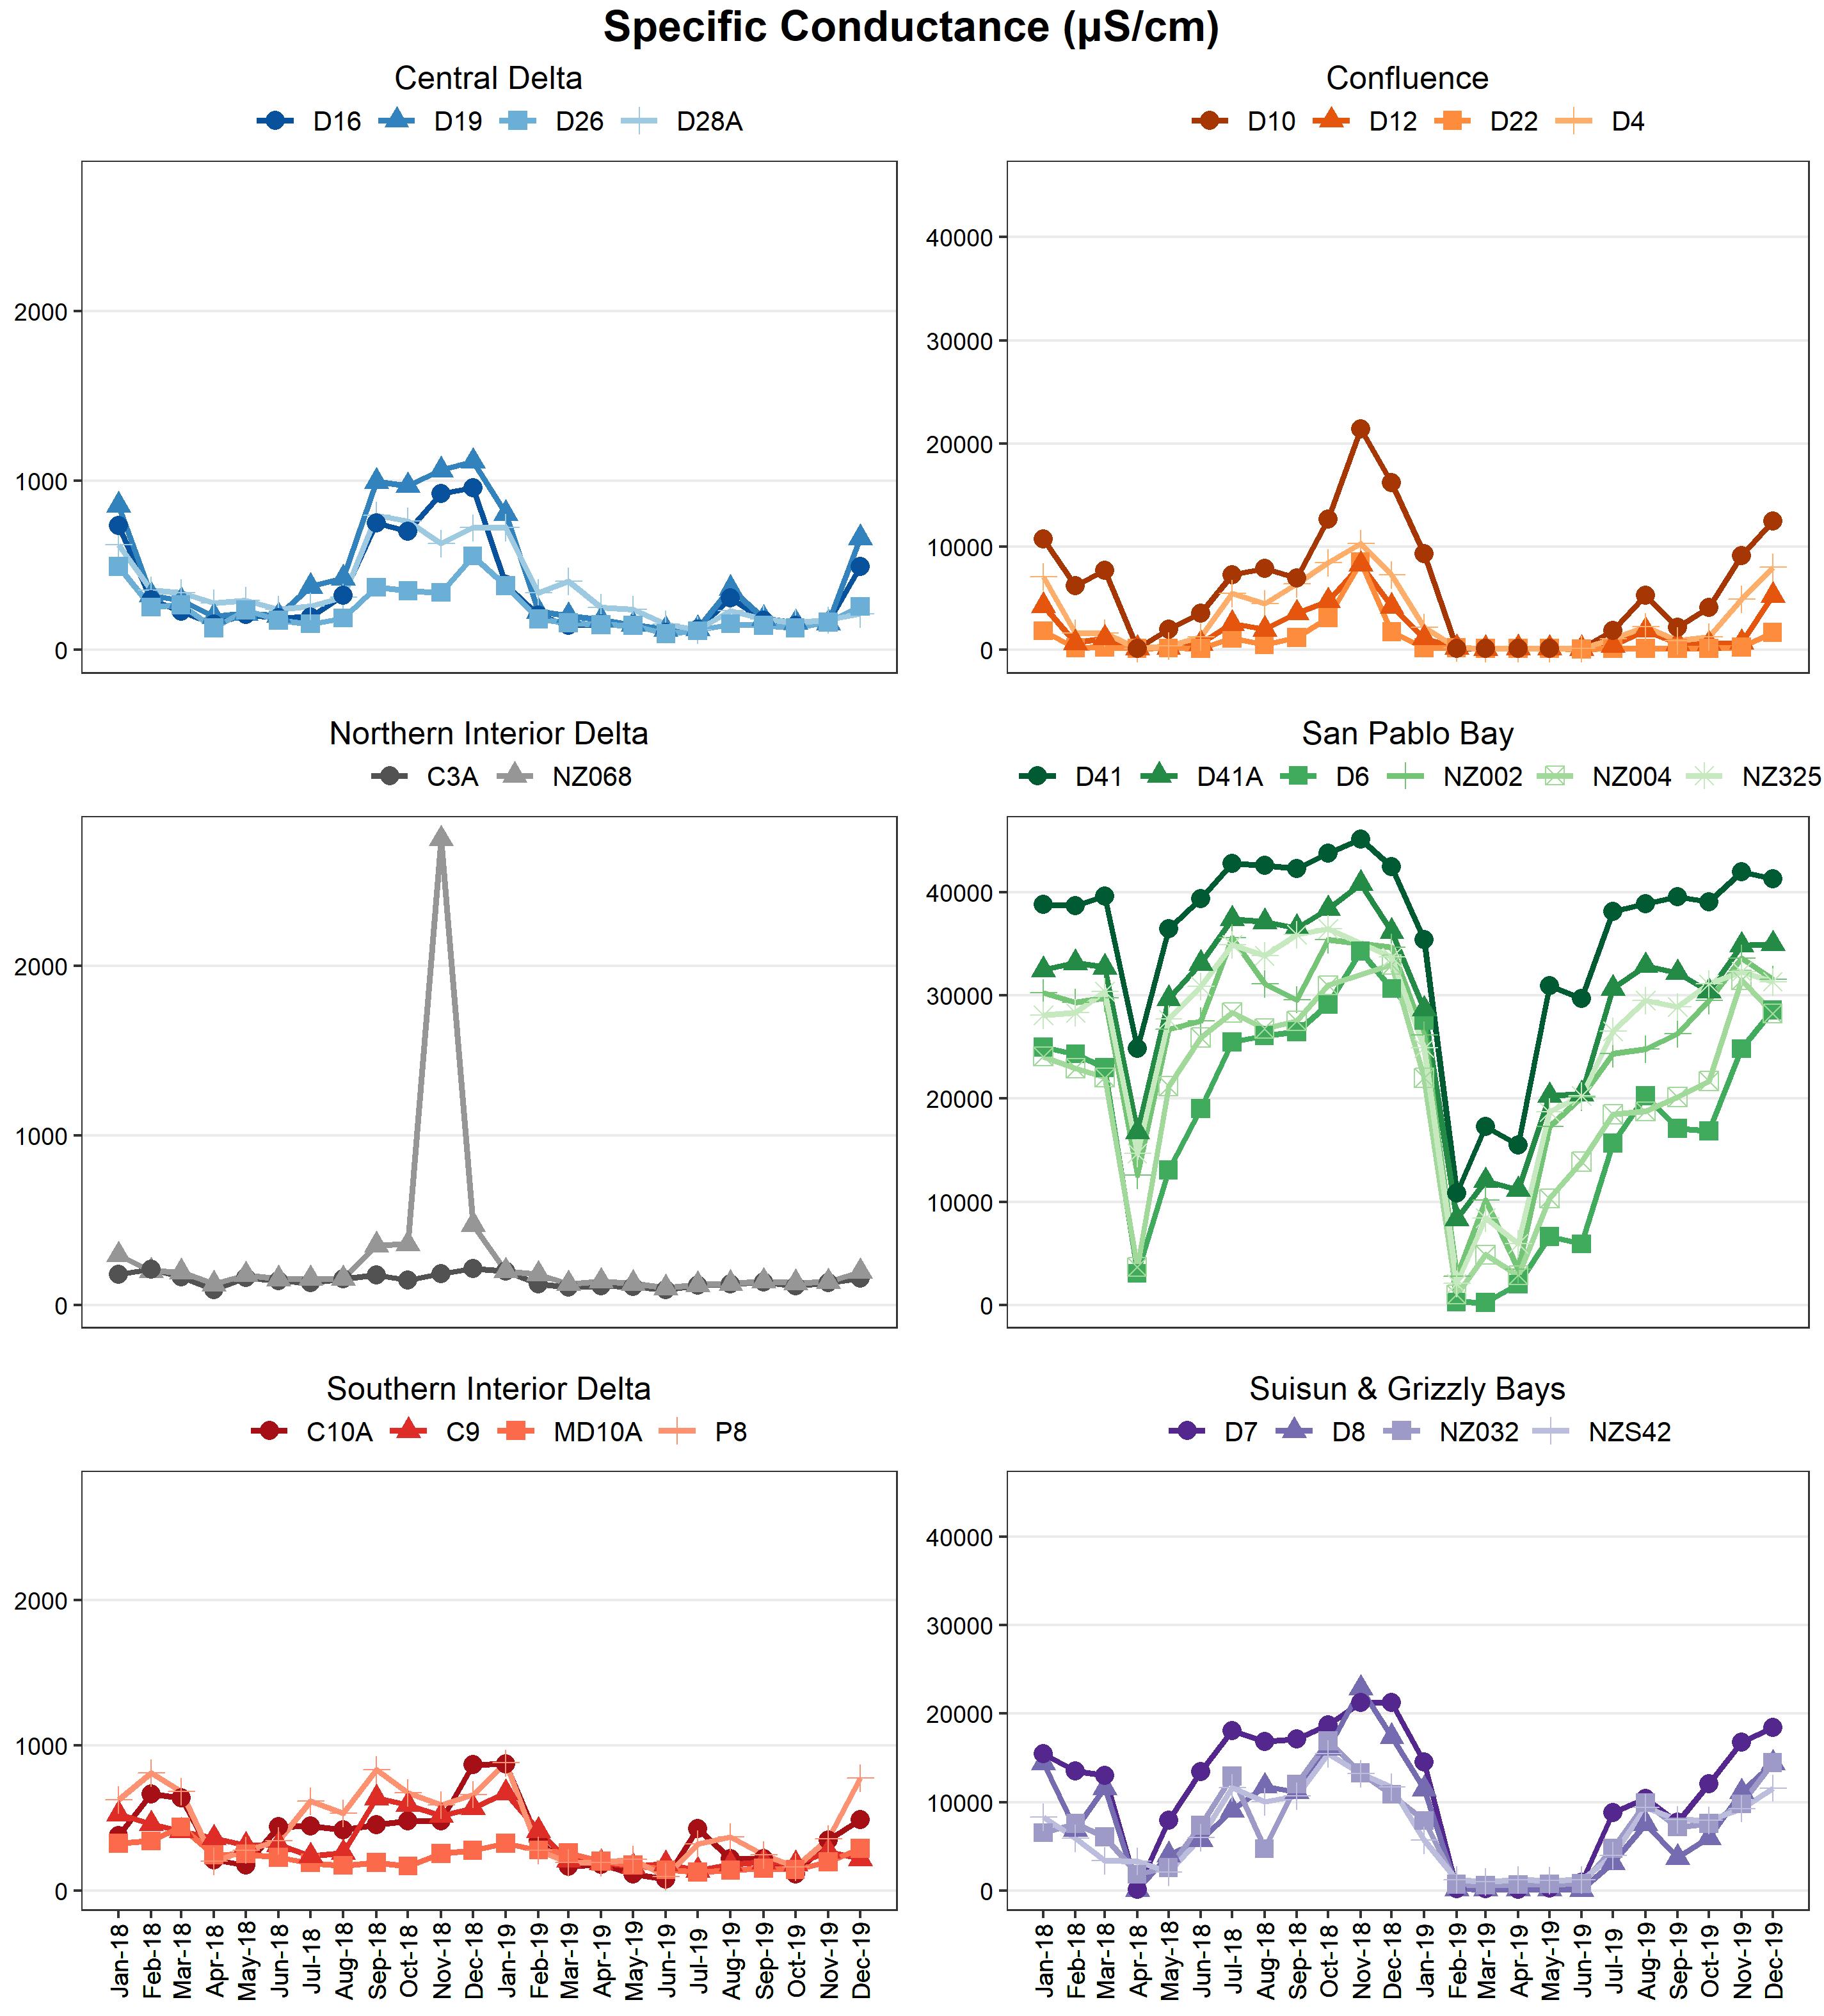 Specific Conductance (µS/cm)
Central Delta
D16 D19 D26 D28A
2000
1000
0
Confluence
D10 D12 D22 D4
40000
30000
20000
10000
0
Northern Interior Delta
C3A NZ068
2000
1000
0
San Pablo Bay
D41 D41A D6 NZ002 NZ004 NZ325
40000
30000
20000
10000
0
Southern Interior Delta
C10A C9 MD10A P8
2000
1000
0
Jan-18 Feb-18 Mar-18 Apr-18 May-18 Jun-18 Jul-18 Aug-18 Sep-18 Oct-18 Nov-18 Dec-18 Jan-19 Feb-19 Mar-19 Apr-19 May-19 Jun-19 Jul-19 Aug-19 Sep-19 Oct-19 Nov-19 Dec-19
Suisun & Grizzly Bays
D7 D8 NZ032 NZS42
40000
30000
20000
10000
0
Jan-18 Feb-18 Mar-18 Apr-18 May-18 Jun-18 Jul-18 Aug-18 Sep-18 Oct-18 Nov-18 Dec-18 Jan-19 Feb-19 Mar-19 Apr-19 May-19 Jun-19 Jul-19 Aug-19 Sep-19 Oct-19 Nov-19 Dec-19